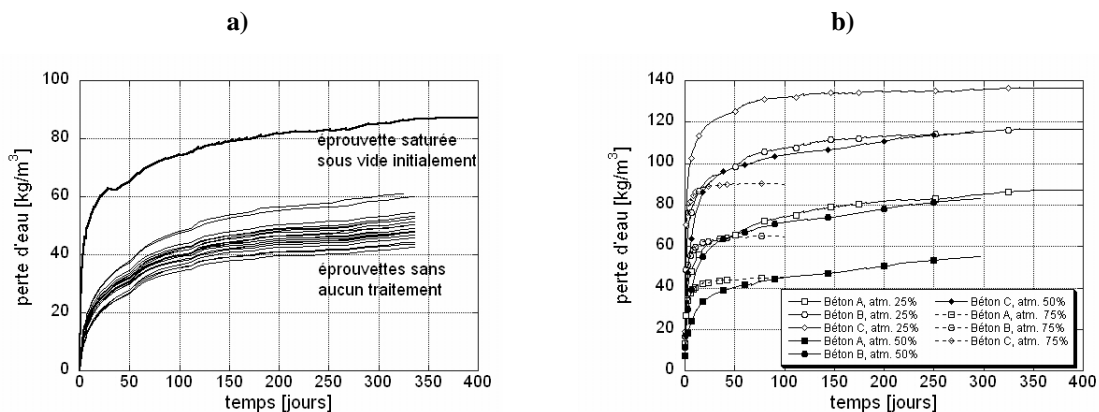 a)
perte d'eau [kg/m³]
100
80
60
40
20
0
éprouvette saturée
sous vide initialement
éprouvettes sans
aucun traitement
0 50 100 150 200 250 300 350 400
temps [jours]
b)
perte d'eau [kg/m³]
140
120
100
80
60
40
20
0
Béton A, atm. 25%
Béton B, atm. 25%
Béton C, atm. 25%
Béton A, atm. 50%
Béton B, atm. 50%
Béton C, atm. 50%
Béton A, atm. 75%
Béton B, atm. 75%
Béton C, atm. 75%
0 50 100 150 200 250 300 350 400
temps [jours]